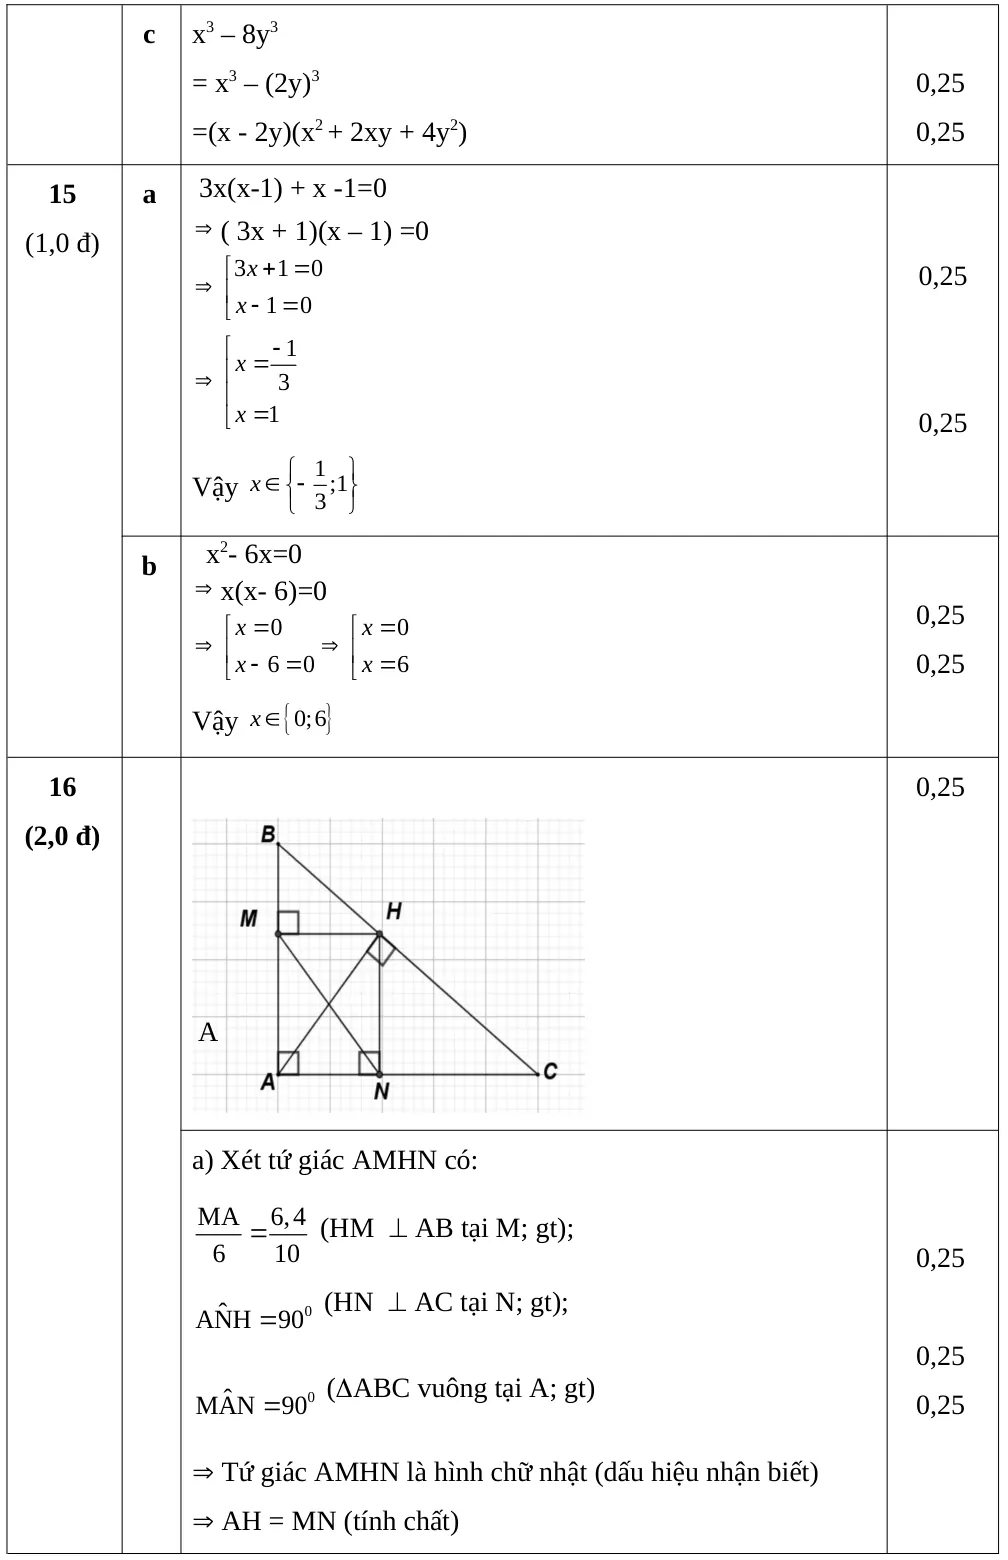 c
x³ – 8y³
= x³ – (2y)³
0,25
=(x - 2y)(x² + 2xy + 4y²)
0,25
15
(1,0 đ)
a
3x(x-1) + x -1=0
⇒ ( 3x + 1)(x – 1) =0
⇒ [ 3x+1=0
x - 1=0
0,25
⇒ [ x = -1/3
x =1
0,25
Vậy x ∈ {- 1/3 ;1}
b
x²- 6x=0
⇒ x(x- 6)=0
0,25
⇒ [ x =0 ⇒ [ x =0
x - 6 =0 x =6
0,25
Vậy x ∈ { 0; 6}
16
(2,0 đ)
0,25
B
M
H
A
A
N
C
a) Xét tứ giác AMHN có:
MA/6 = 6,4/10 (HM ⊥ AB tại M; gt);
0,25
AN̂H =90⁰ (HN ⊥ AC tại N; gt);
0,25
MÂN =90⁰ (ΔABC vuông tại A; gt)
0,25
⇒ Tứ giác AMHN là hình chữ nhật (dấu hiệu nhận biết)
⇒ AH = MN (tính chất)